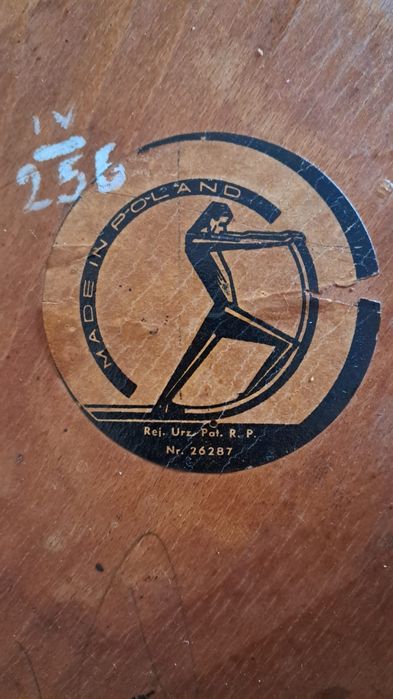 IV
256
MADE IN POLAND
Rej. Urz. Pat. R. P.
Nr. 26287